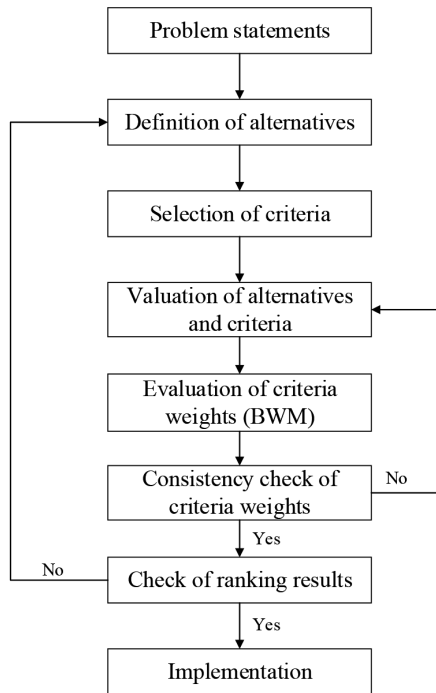 Problem statements
Definition of alternatives
Selection of criteria
Valuation of alternatives
and criteria
Evaluation of criteria
weights (BWM)
Consistency check of
criteria weights
No
Yes
No
Check of ranking results
Yes
Implementation